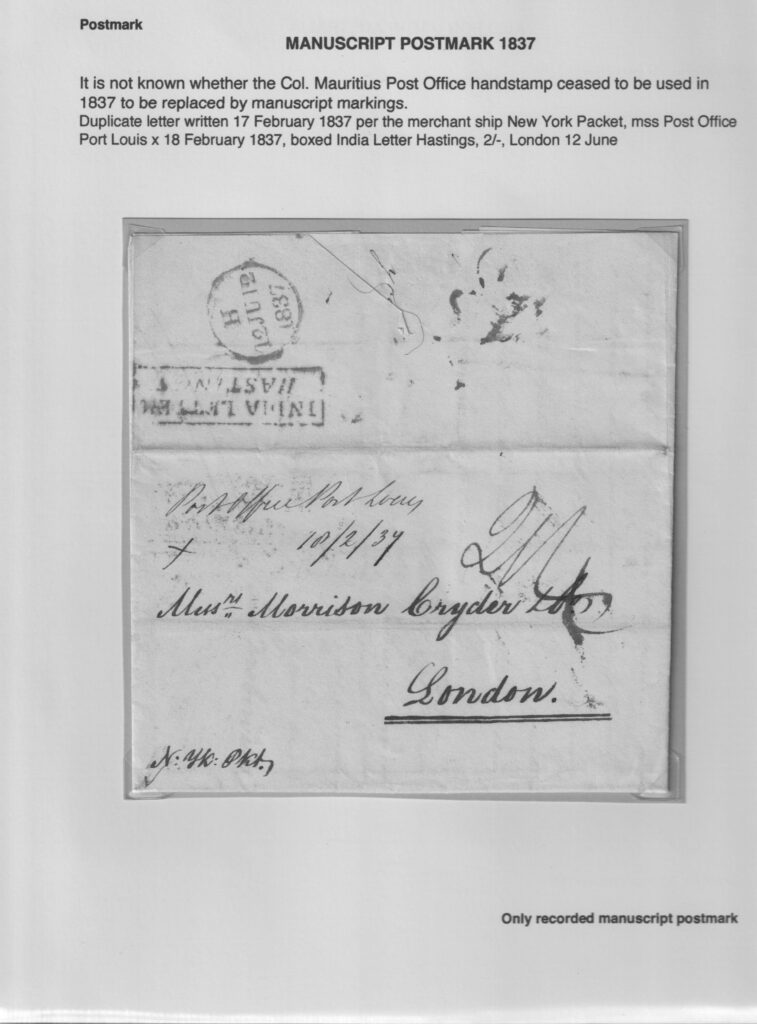 Postmark
MANUSCRIPT POSTMARK 1837
It is not known whether the Col. Mauritius Post Office handstamp ceased to be used in
1837 to be replaced by manuscript markings.
Duplicate letter written 17 February 1837 per the merchant ship New York Packet, mss Post Office
Port Louis x 18 February 1837, boxed India Letter Hastings, 2/-, London 12 June
H
12JU12
1837
INDIA LETTER
HASTINGS
Post Office Port Louis
x 18/2/37
Messrs Morrison Cryder & Co
London.
N: Yk: Pkt.
Only recorded manuscript postmark